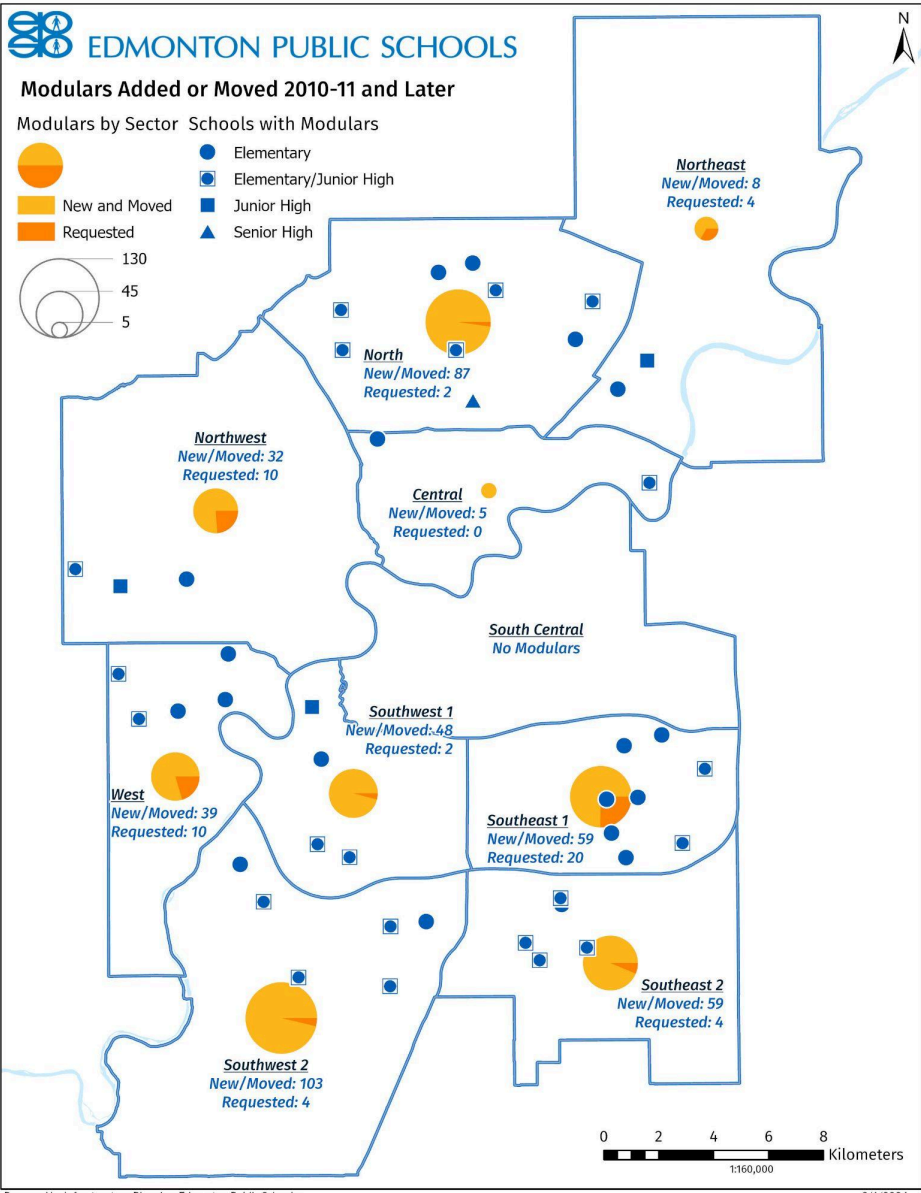 EDMONTON PUBLIC SCHOOLS
N
Modulars Added or Moved 2010-11 and Later
Modulars by Sector
Schools with Modulars
Elementary
Elementary/Junior High
New and Moved
Junior High
Requested
Senior High
130
45
5
Northeast
New/Moved: 8
Requested: 4
North
New/Moved: 87
Requested: 2
Northwest
New/Moved: 32
Requested: 10
Central
New/Moved: 5
Requested: 0
South Central
No Modulars
Southwest 1
New/Moved: 48
Requested: 2
West
New/Moved: 39
Requested: 10
Southeast 1
New/Moved: 59
Requested: 20
Southeast 2
New/Moved: 59
Requested: 4
Southwest 2
New/Moved: 103
Requested: 4
0 2 4 6 8
Kilometers
1:160,000